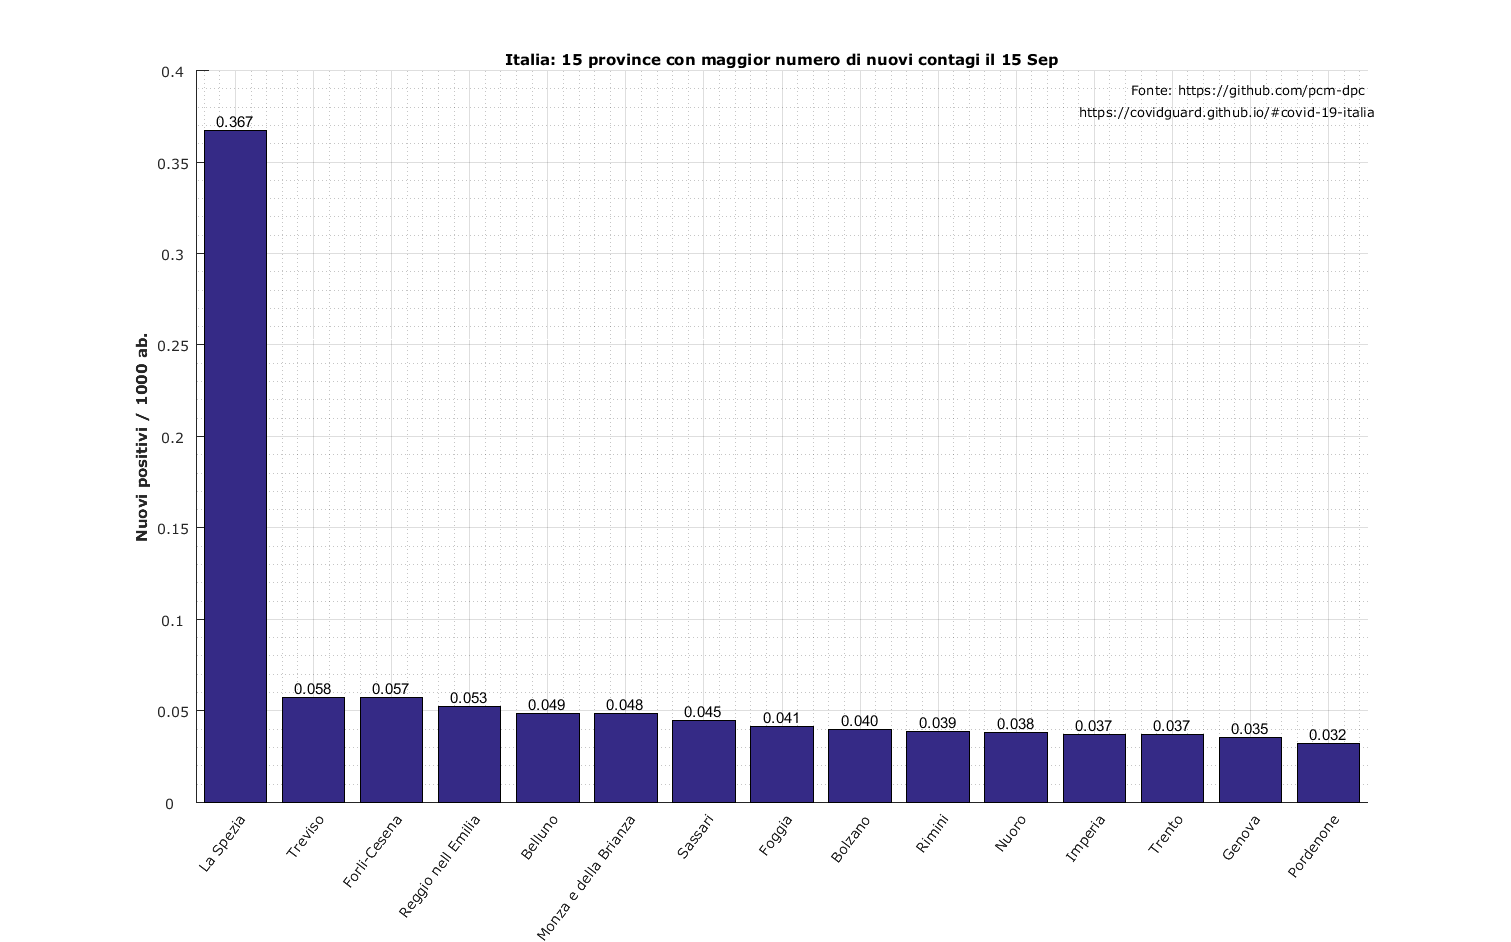 Italia: 15 province con maggior numero di nuovi contagi il 15 Sep
Fonte: https://github.com/pcm-dpc
https://covidguard.github.io/#covid-19-italia
Nuovi positivi / 1000 ab.
0.4
0.35
0.3
0.25
0.2
0.15
0.1
0.05
0
0.367
0.058
0.057
0.053
0.049
0.048
0.045
0.041
0.040
0.039
0.038
0.037
0.037
0.035
0.032
La Spezia
Treviso
Forlì-Cesena
Reggio nell Emilia
Belluno
Monza e della Brianza
Sassari
Foggia
Bolzano
Rimini
Nuoro
Imperia
Trento
Genova
Pordenone